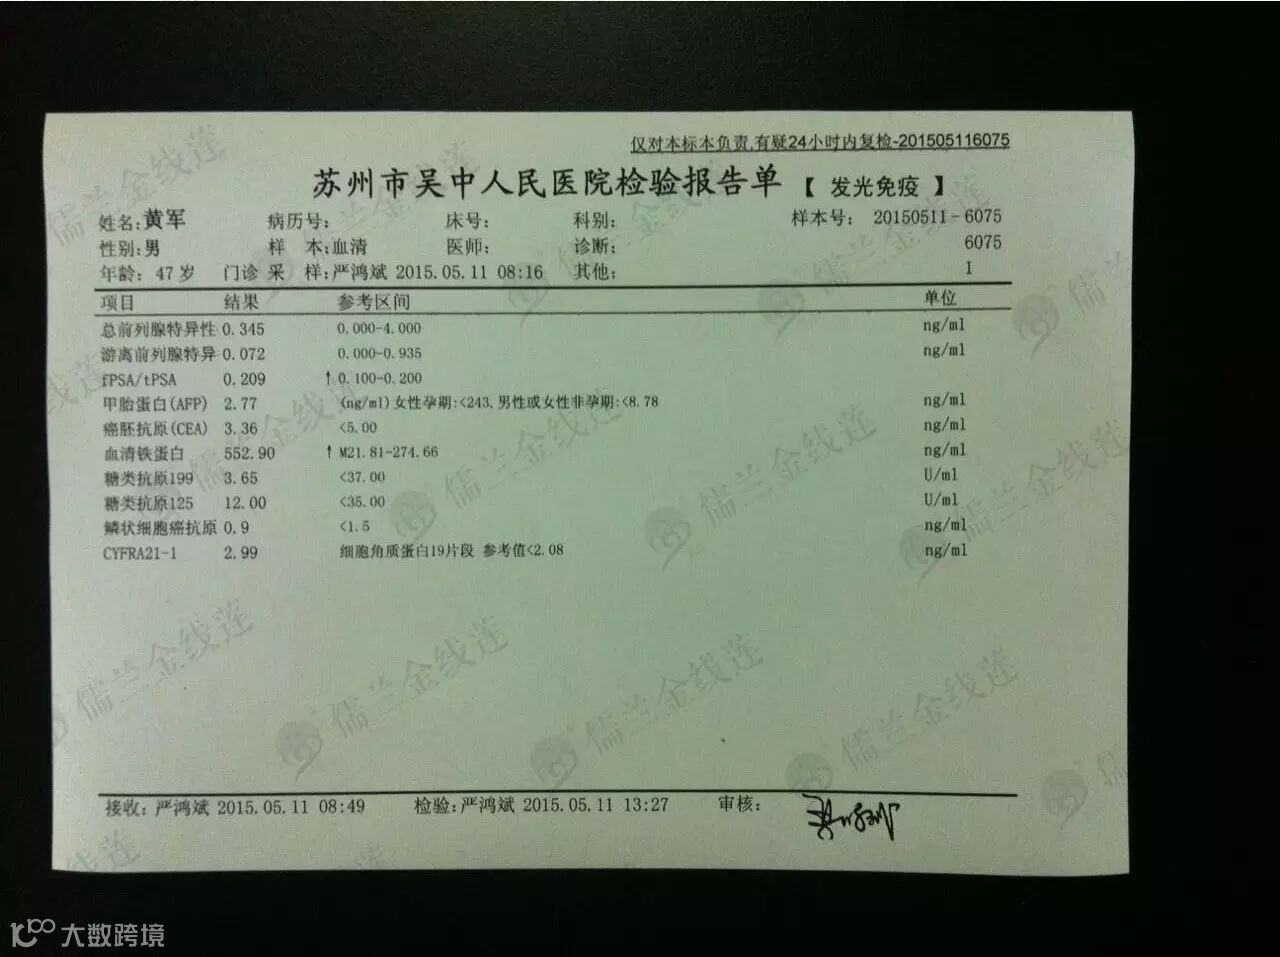 仅对本标本负责,有疑24小时内复检-201505116075
苏州市吴中人民医院检验报告单 【 发光免疫 】
姓名:黄军 病历号: 床号: 科别: 样本号: 20150511-6075
性别:男 样 本:血清 医师: 诊断: 6075
年龄: 47 岁 门诊 采 样:严鸿斌 2015.05.11 08:16 其他: 1
项目 结果 参考区间 单位
总前列腺特异性 0.345 0.000-4.000 ng/ml
游离前列腺特异 0.072 0.000-0.935 ng/ml
fPSA/tPSA 0.209 ↑ 0.100-0.200
甲胎蛋白(AFP) 2.77 (ng/ml)女性孕期:<243.男性或女性非孕期:<8.78 ng/ml
癌胚抗原(CEA) 3.36 <5.00 ng/ml
血清铁蛋白 552.90 ↑ M21.81-274.66 ng/ml
糖类抗原199 3.65 <37.00 U/ml
糖类抗原125 12.00 <35.00 U/ml
鳞状细胞癌抗原 0.9 <1.5 ng/ml
CYFRA21-1 2.99 细胞角质蛋白19片段 参考值<2.08 ng/ml
接收: 严鸿斌 2015.05.11 08:49 检验:严鸿斌 2015.05.11 13:27 审核:
儒兰金线莲
大数跨境